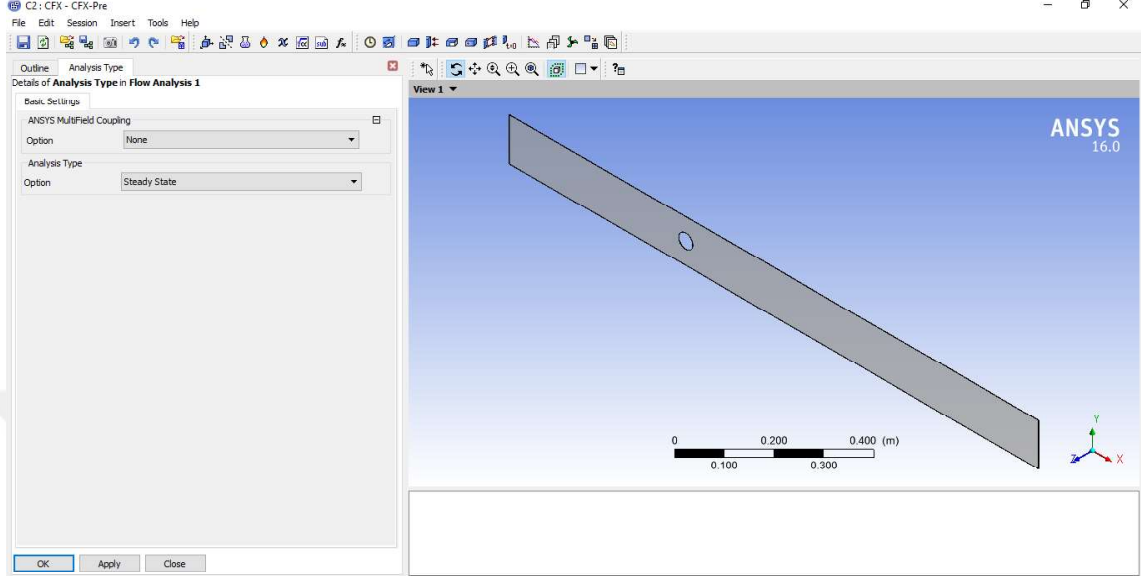 C2 : CFX - CFX-Pre
File Edit Session Insert Tools Help
Outline Analysis Type
Details of Analysis Type in Flow Analysis 1
Basic Settings
ANSYS MultiField Coupling
Option None
Analysis Type
Option Steady State
OK Apply Close
View 1
ANSYS
16.0
0 0.200 0.400 (m)
0.100 0.300
Y
Z X